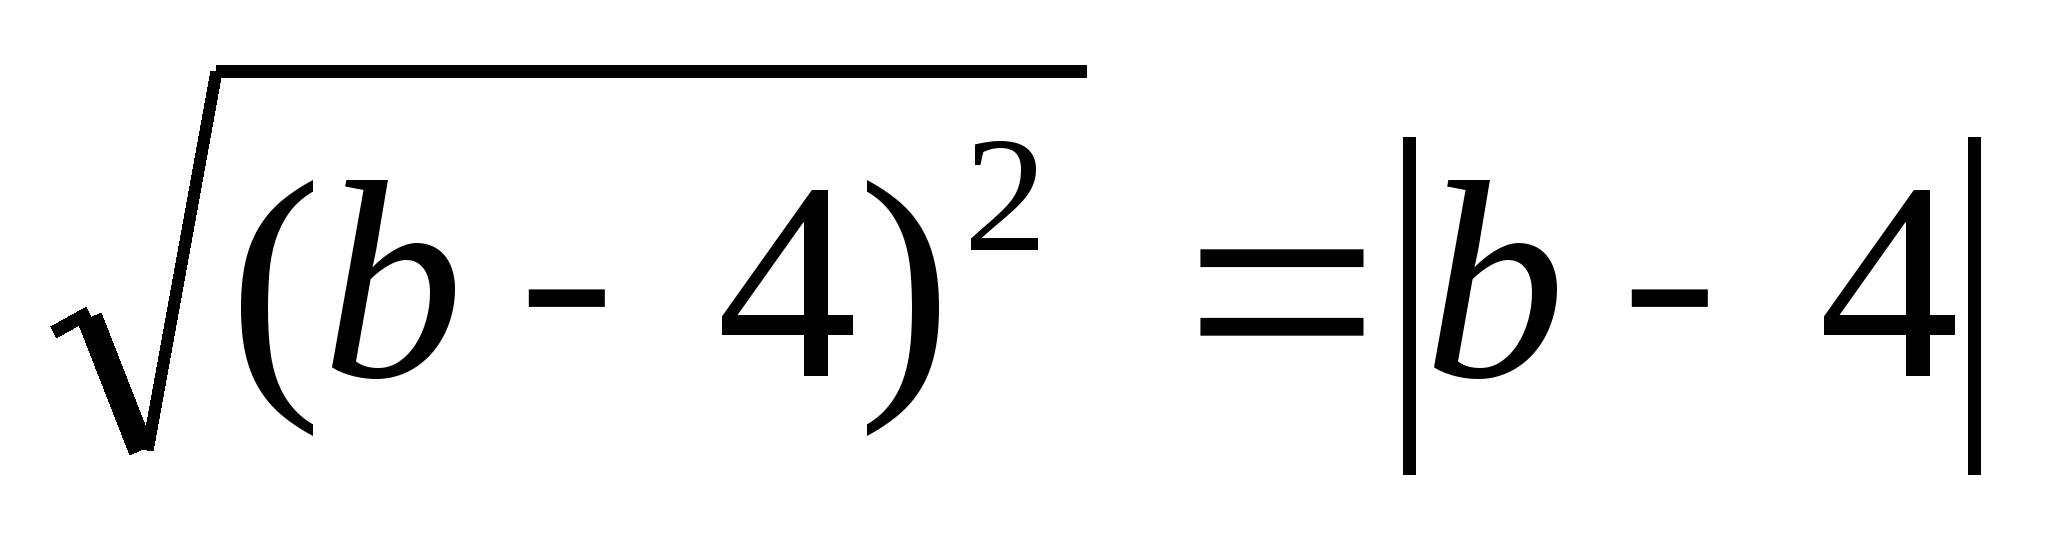 √(b - 4)² = |b - 4|